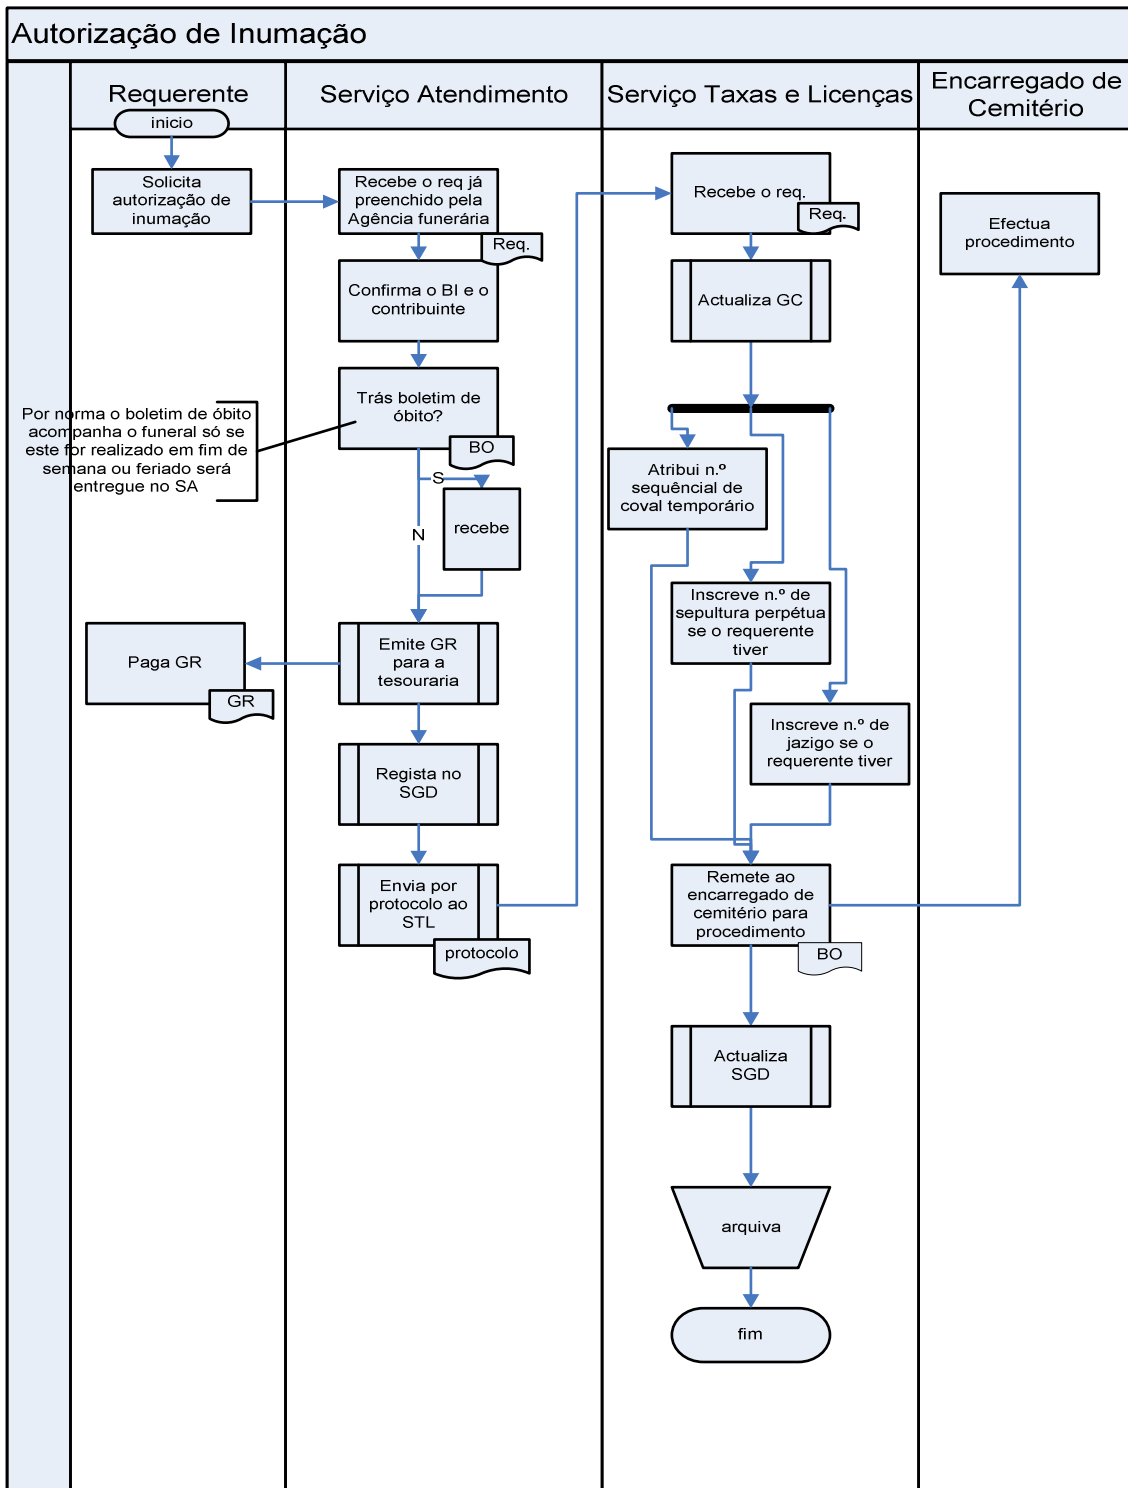 Autorização de Inumação
Requerente
Serviço Atendimento
Serviço Taxas e Licenças
Encarregado de
Cemitério
inicio
Solicita
autorização de
inumação
Recebe o req já
preenchido pela
Agência funerária
Req.
Recebe o req.
Req.
Efectua
procedimento
Confirma o BI e o
contribuinte
Actualiza GC
Trás boletim de
óbito?
BO
Por norma o boletim de óbito
acompanha o funeral só se
este for realizado em fim de
semana ou feriado será
entregue no SA
S
N
recebe
Atribui n.º
sequêncial de
coval temporário
Inscreve n.º de
sepultura perpétua
se o requerente
tiver
Emite GR
para a
tesouraria
Paga GR
GR
Inscreve n.º de
jazigo se o
requerente tiver
Regista no
SGD
Envia por
protocolo ao
STL
protocolo
Remete ao
encarregado de
cemitério para
procedimento
BO
Actualiza
SGD
arquiva
fim